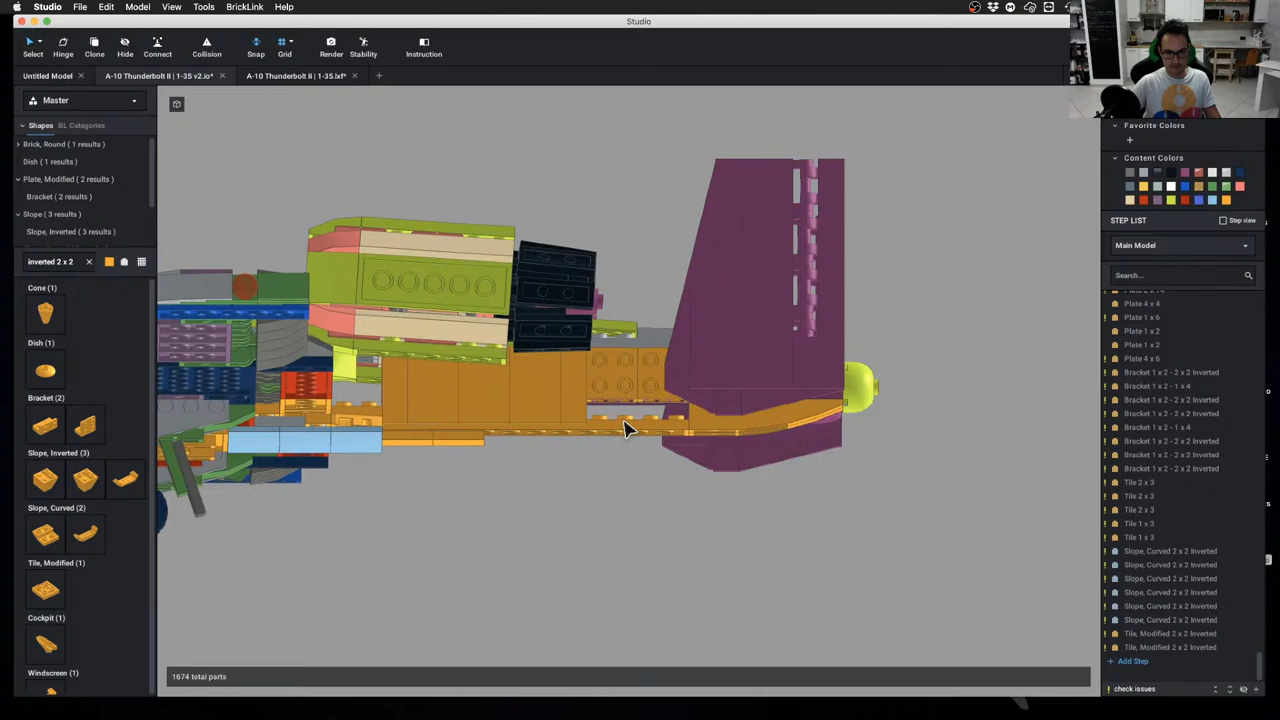 Studio File Edit Model View Tools BrickLink Help
Studio
Select Hinge Clone Hide Connect Collision Snap Grid Render Stability Instruction
Untitled Model A-10 Thunderbolt II | 1-35 v2.io* A-10 Thunderbolt II | 1-35.lxf*
Master
Shapes BL Categories
Brick, Round ( 1 results )
Dish ( 1 results )
Plate, Modified ( 2 results )
Bracket ( 2 results )
Slope ( 3 results )
Slope, Inverted ( 3 results )
inverted 2 x 2
Cone (1)
Dish (1)
Bracket (2)
Slope, Inverted (3)
Slope, Curved (2)
Tile, Modified (1)
Cockpit (1)
Windscreen (1)
1674 total parts
Favorite Colors
Content Colors
STEP LIST Step view
Main Model
Search...
Plate 2 x 14
Plate 4 x 4
Plate 1 x 6
Plate 1 x 2
Plate 1 x 2
Plate 4 x 6
Bracket 1 x 2 - 2 x 2 Inverted
Bracket 1 x 2 - 1 x 4
Bracket 1 x 2 - 2 x 2 Inverted
Bracket 1 x 2 - 2 x 2 Inverted
Bracket 1 x 2 - 1 x 4
Bracket 1 x 2 - 2 x 2 Inverted
Bracket 1 x 2 - 2 x 2 Inverted
Bracket 1 x 2 - 2 x 2 Inverted
Tile 2 x 3
Tile 2 x 3
Tile 2 x 3
Tile 1 x 3
Tile 1 x 3
Slope, Curved 2 x 2 Inverted
Slope, Curved 2 x 2 Inverted
Slope, Curved 2 x 2 Inverted
Slope, Curved 2 x 2 Inverted
Slope, Curved 2 x 2 Inverted
Slope, Curved 2 x 2 Inverted
Tile, Modified 2 x 2 Inverted
Tile, Modified 2 x 2 Inverted
+ Add Step
check issues